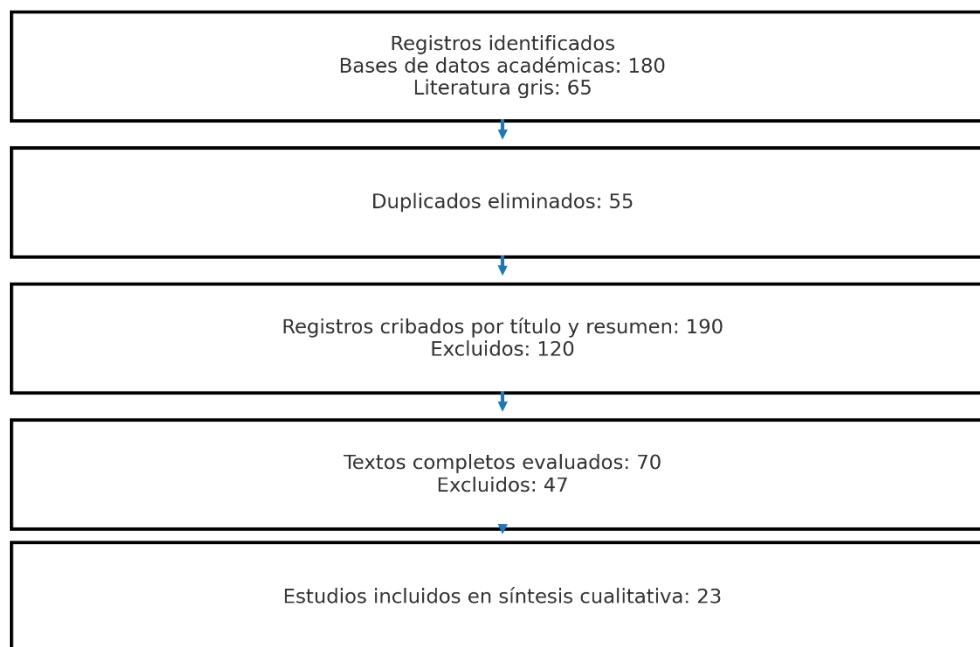 Registros identificados
Bases de datos académicas: 180
Literatura gris: 65
Duplicados eliminados: 55
Registros cribados por título y resumen: 190
Excluidos: 120
Textos completos evaluados: 70
Excluidos: 47
Estudios incluidos en síntesis cualitativa: 23